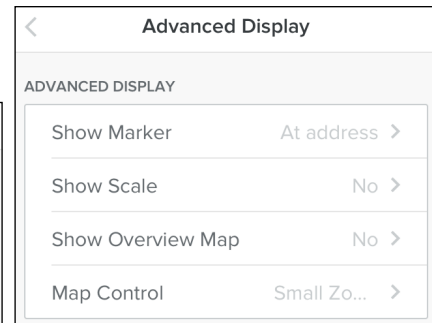 Advanced Display
ADVANCED DISPLAY
Show Marker At address
Show Scale No
Show Overview Map No
Map Control Small Zo...